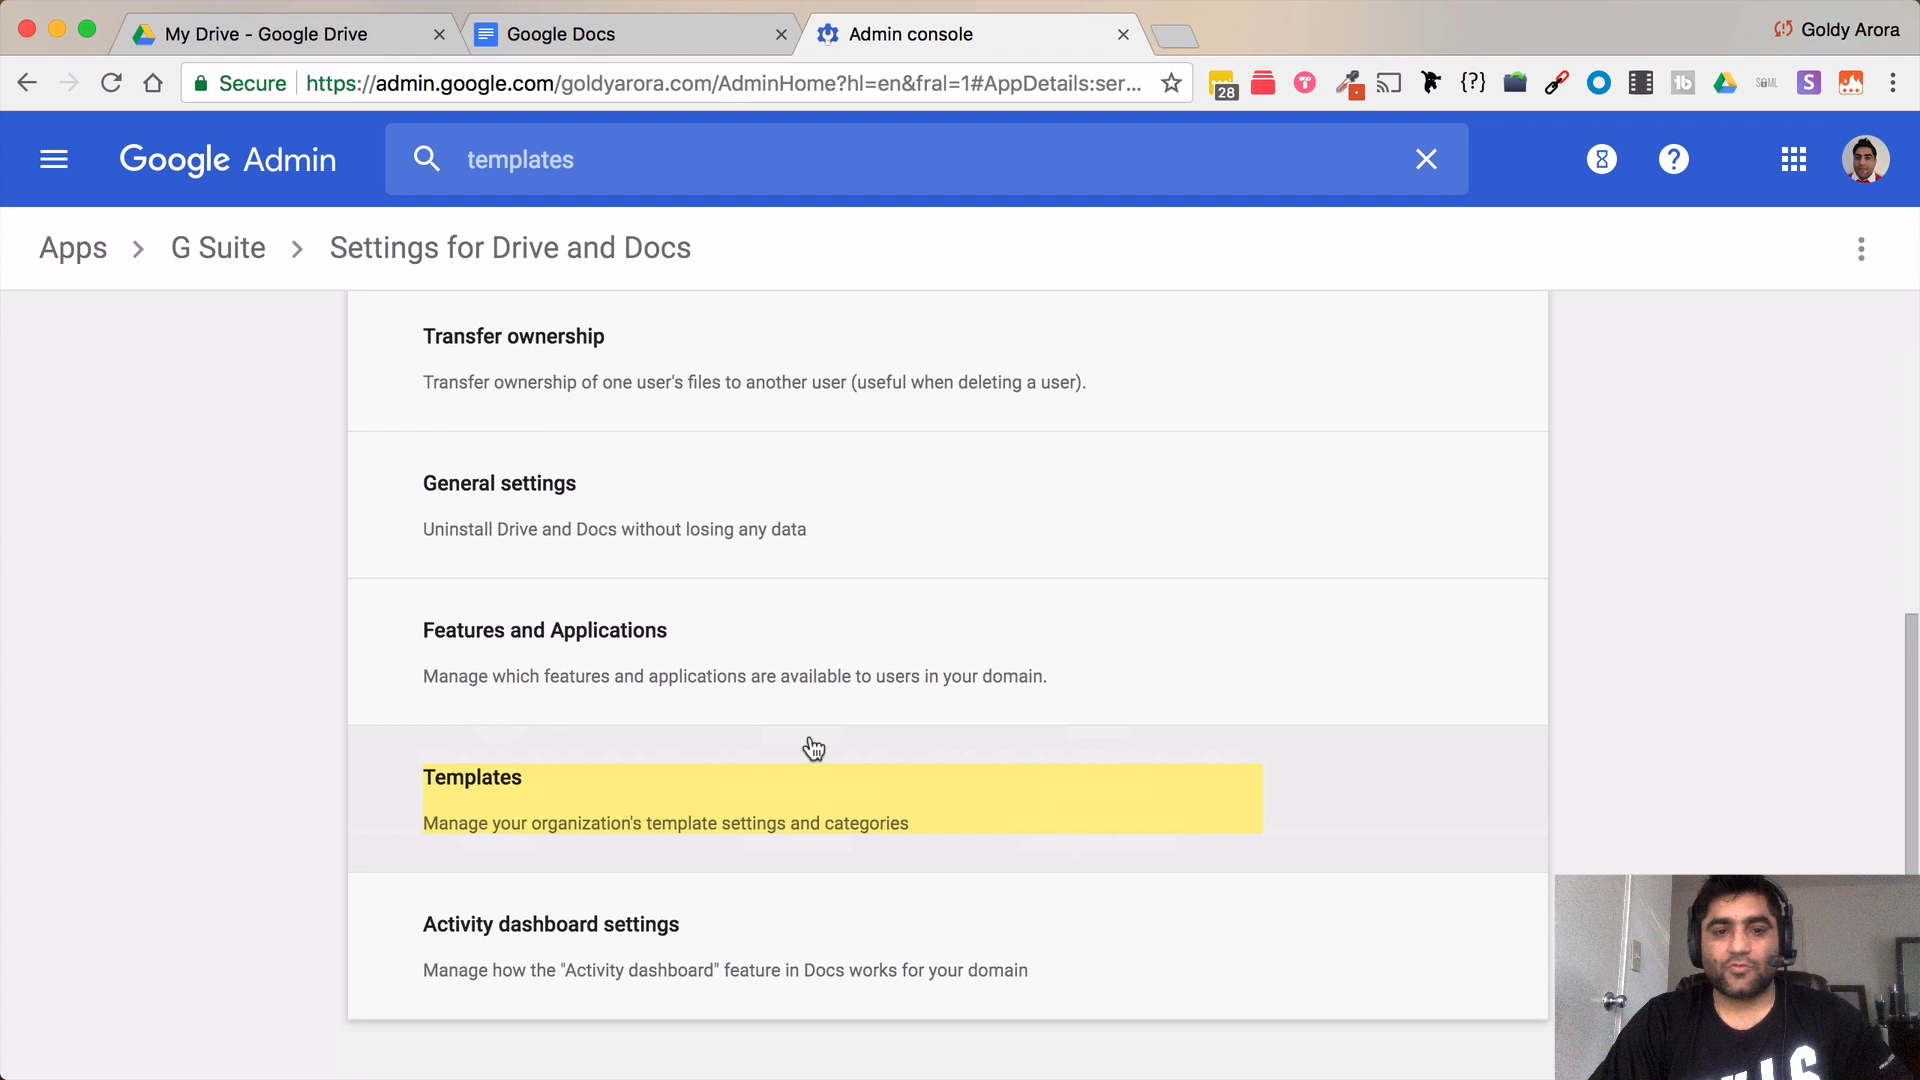 My Drive - Google Drive
Google Docs
Admin console
Goldy Arora
Secure
https://admin.google.com/goldyarora.com/AdminHome?hl=en&fral=1#AppDetails:ser...
28
{?}
S
Google Admin
templates
?
Apps > G Suite > Settings for Drive and Docs
Transfer ownership
Transfer ownership of one user's files to another user (useful when deleting a user).
General settings
Uninstall Drive and Docs without losing any data
Features and Applications
Manage which features and applications are available to users in your domain.
Templates
Manage your organization's template settings and categories
Activity dashboard settings
Manage how the "Activity dashboard" feature in Docs works for your domain